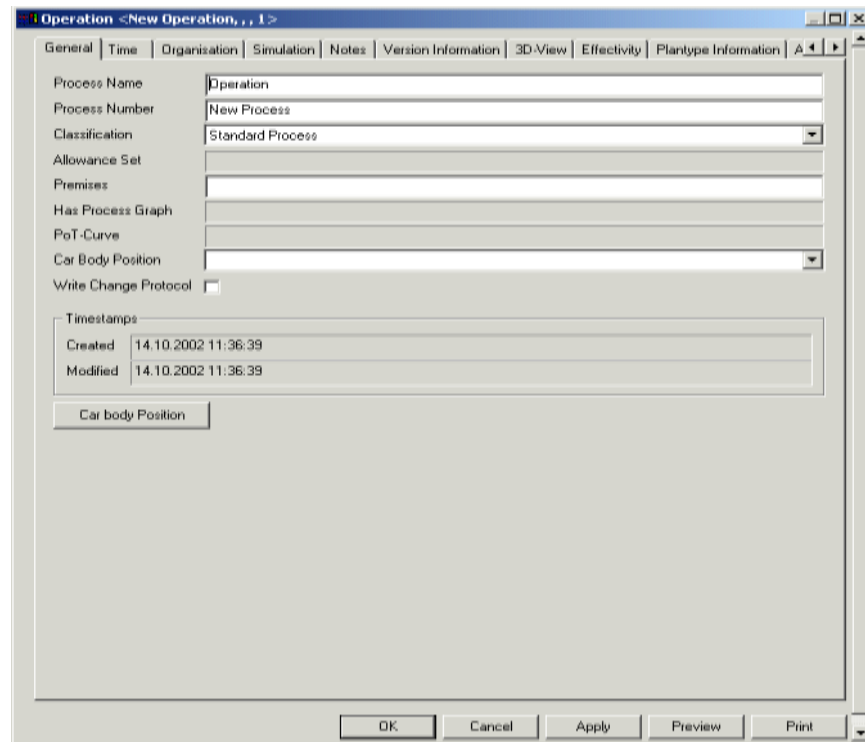 Operation <New Operation, , , 1>
General Time Organisation Simulation Notes Version Information 3D-View Effectivity Plantype Information A
Process Name Operation
Process Number New Process
Classification Standard Process
Allowance Set
Premises
Has Process Graph
PoT-Curve
Car Body Position
Write Change Protocol
Timestamps
Created 14.10.2002 11:36:39
Modified 14.10.2002 11:36:39
Car body Position
OK Cancel Apply Preview Print